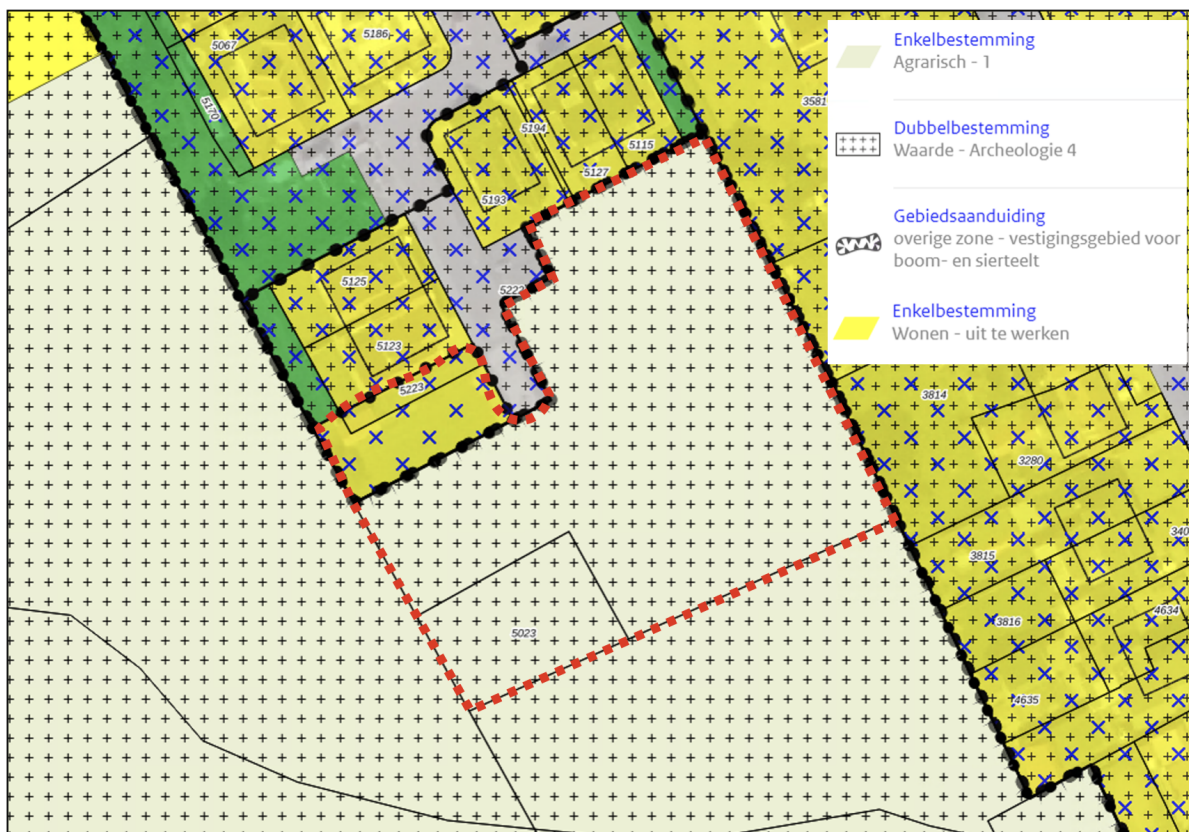 Enkelbestemming
Agrarisch - 1
Dubbelbestemming
Waarde - Archeologie 4
Gebiedsaanduiding
overige zone - vestigingsgebied voor
boom- en sierteelt
Enkelbestemming
Wonen - uit te werken
5067
5186
5170
3581
5194
5115
5127
5193
5125
5123
5223
3814
3280
3815
3816
4634
4635
5023